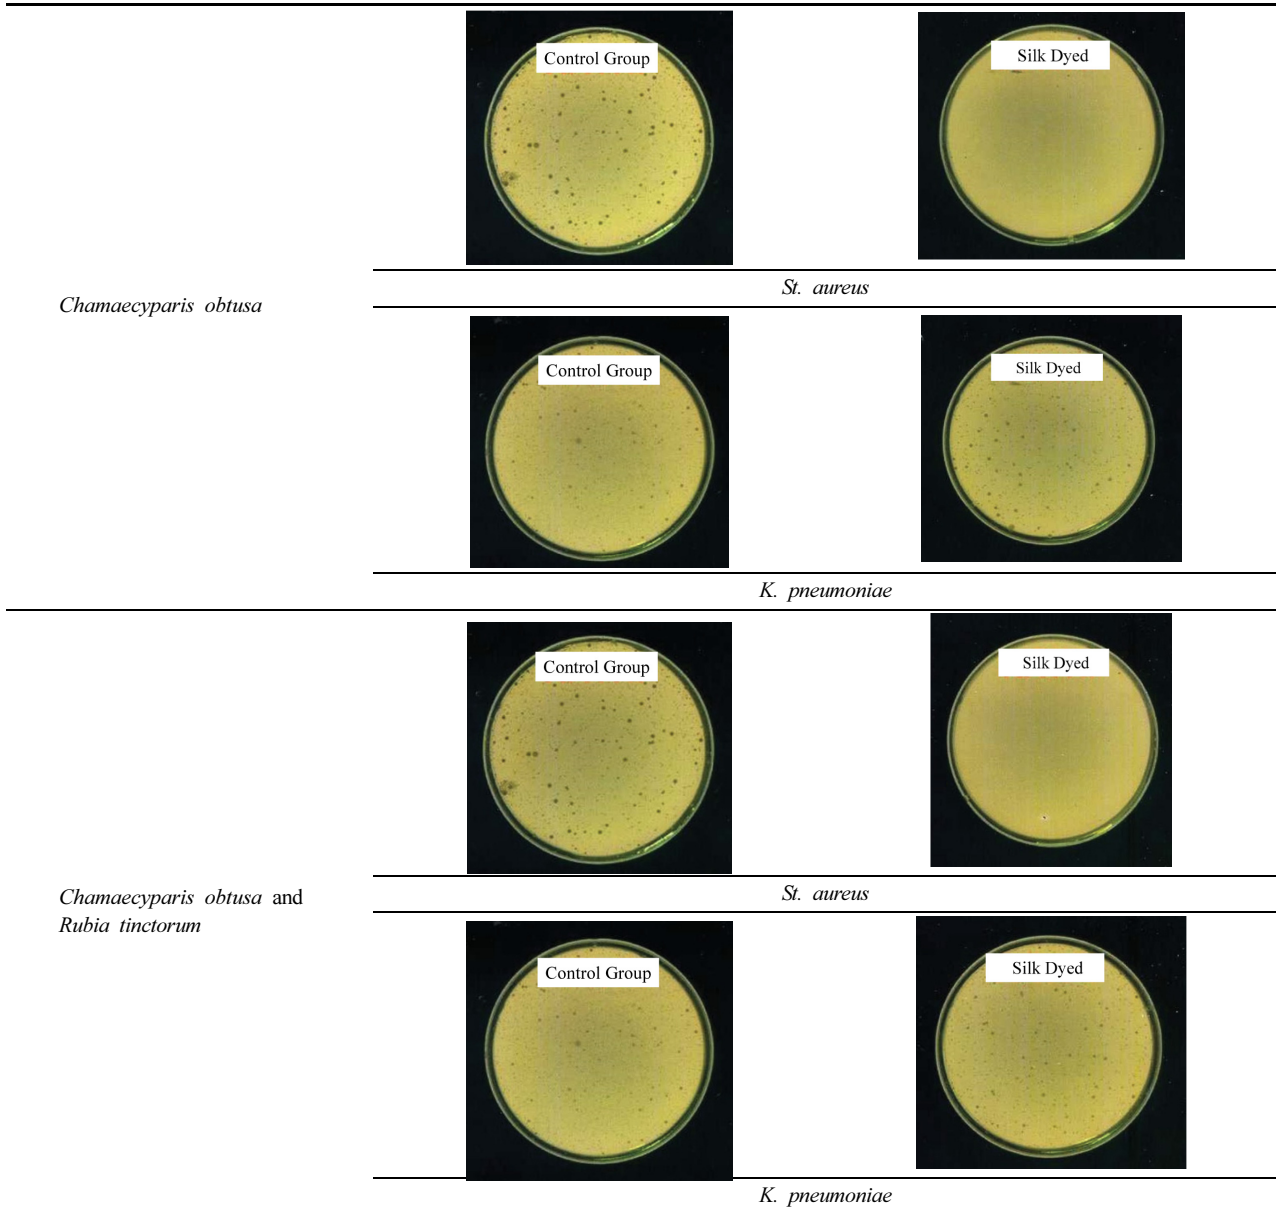 Control Group
Silk Dyed
St. aureus
Chamaecyparis obtusa
Control Group
Silk Dyed
K. pneumoniae
Control Group
Silk Dyed
St. aureus
Chamaecyparis obtusa and
Rubia tinctorum
Control Group
Silk Dyed
K. pneumoniae